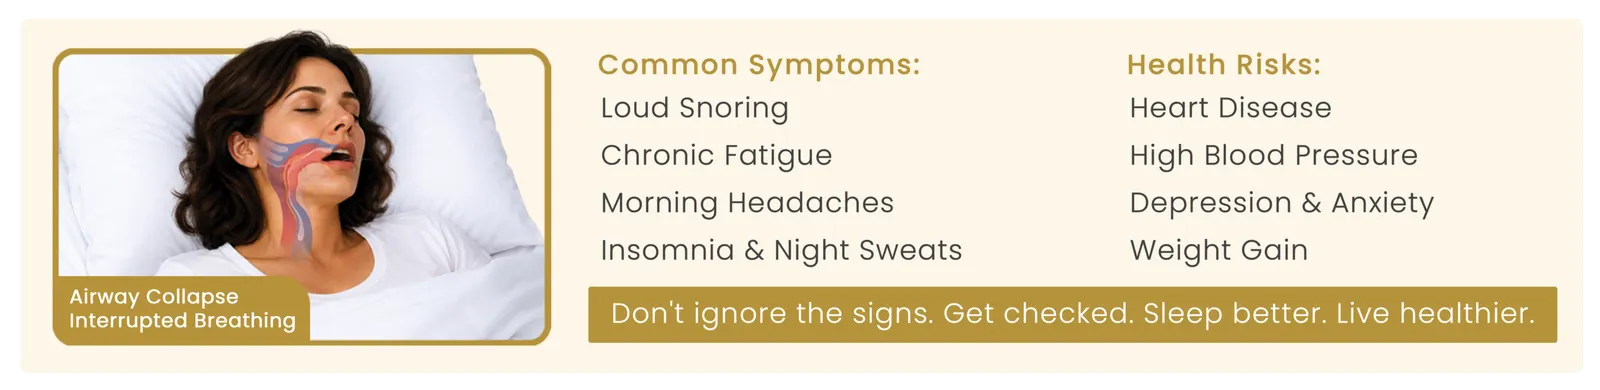 Airway Collapse
Interrupted Breathing
Common Symptoms:
Loud Snoring
Chronic Fatigue
Morning Headaches
Insomnia & Night Sweats
Health Risks:
Heart Disease
High Blood Pressure
Depression & Anxiety
Weight Gain
Don't ignore the signs. Get checked. Sleep better. Live healthier.